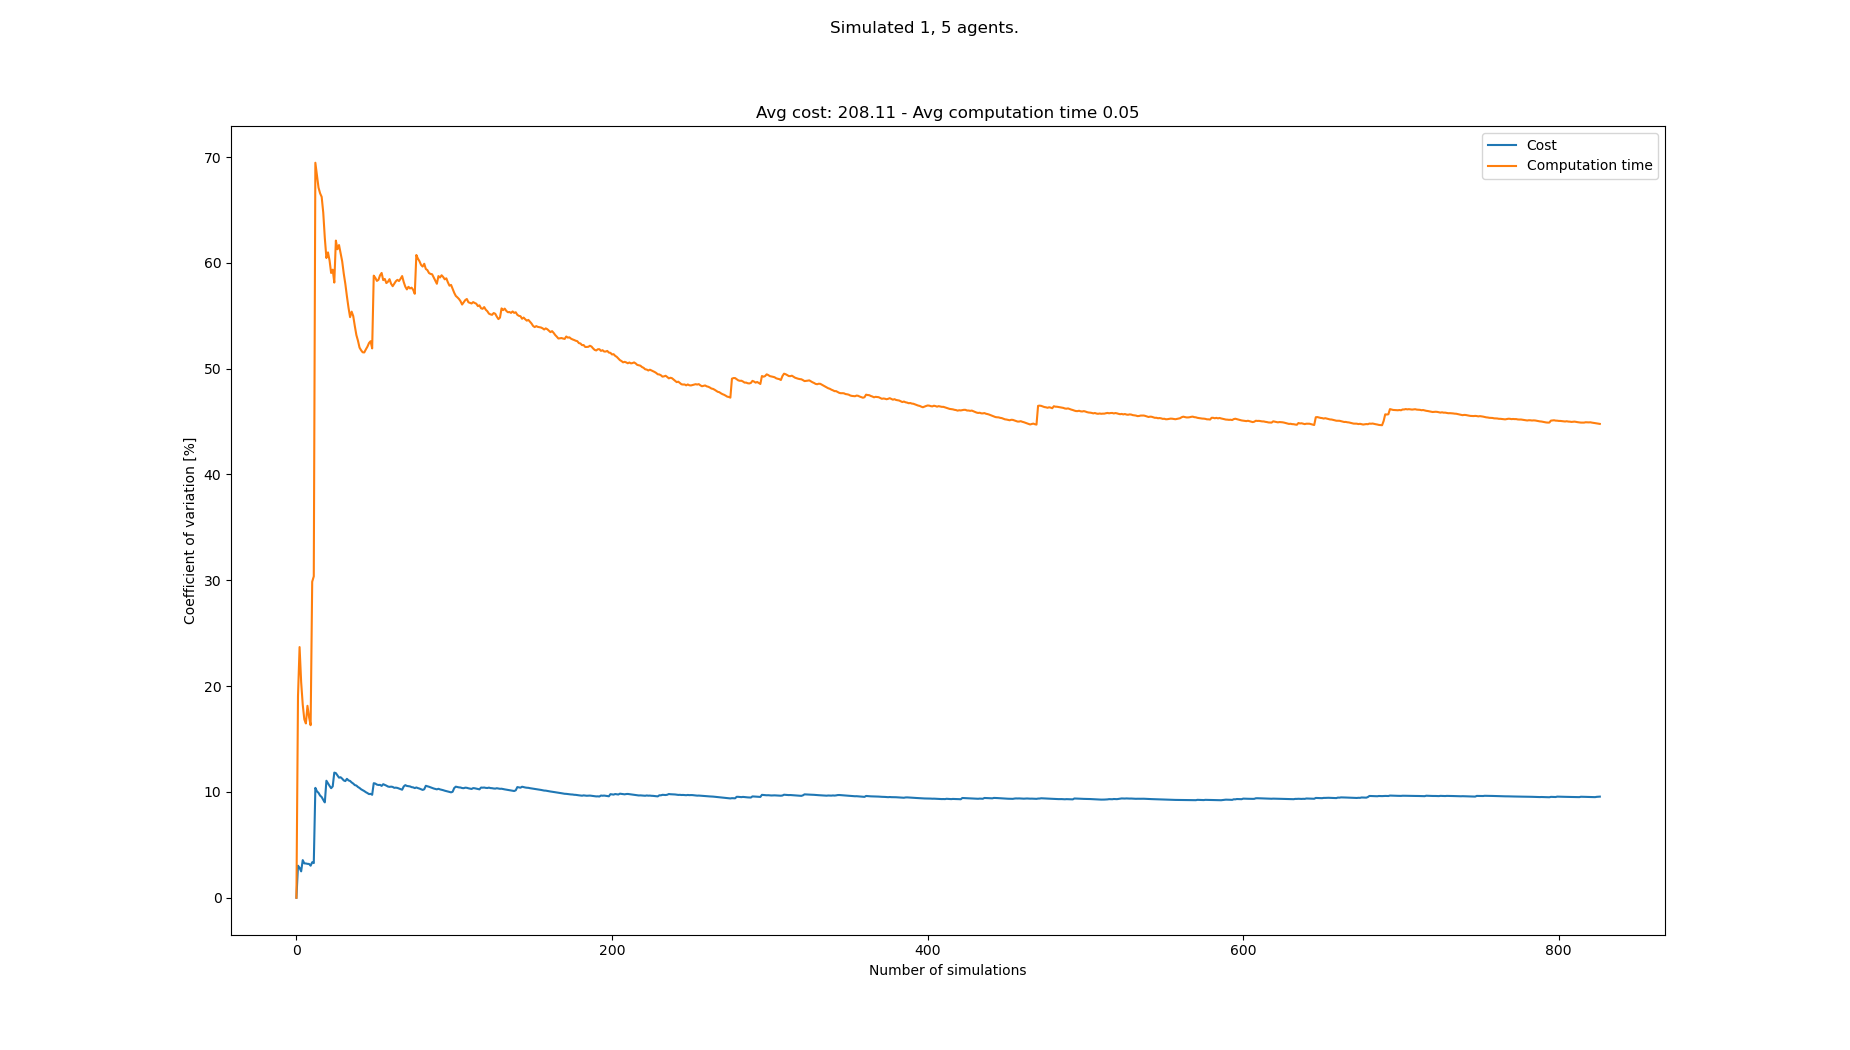 Simulated 1, 5 agents.
Avg cost: 208.11 - Avg computation time 0.05
Cost
Computation time
70
60
50
40
30
20
10
0
Coefficient of variation [%]
0 200 400 600 800
Number of simulations